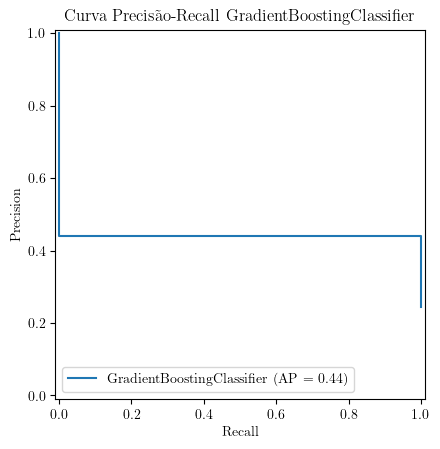 Curva Precisão-Recall GradientBoostingClassifier
1.0
0.8
0.6
0.4
0.2
0.0
Precision
GradientBoostingClassifier (AP = 0.44)
0.0 0.2 0.4 0.6 0.8 1.0
Recall